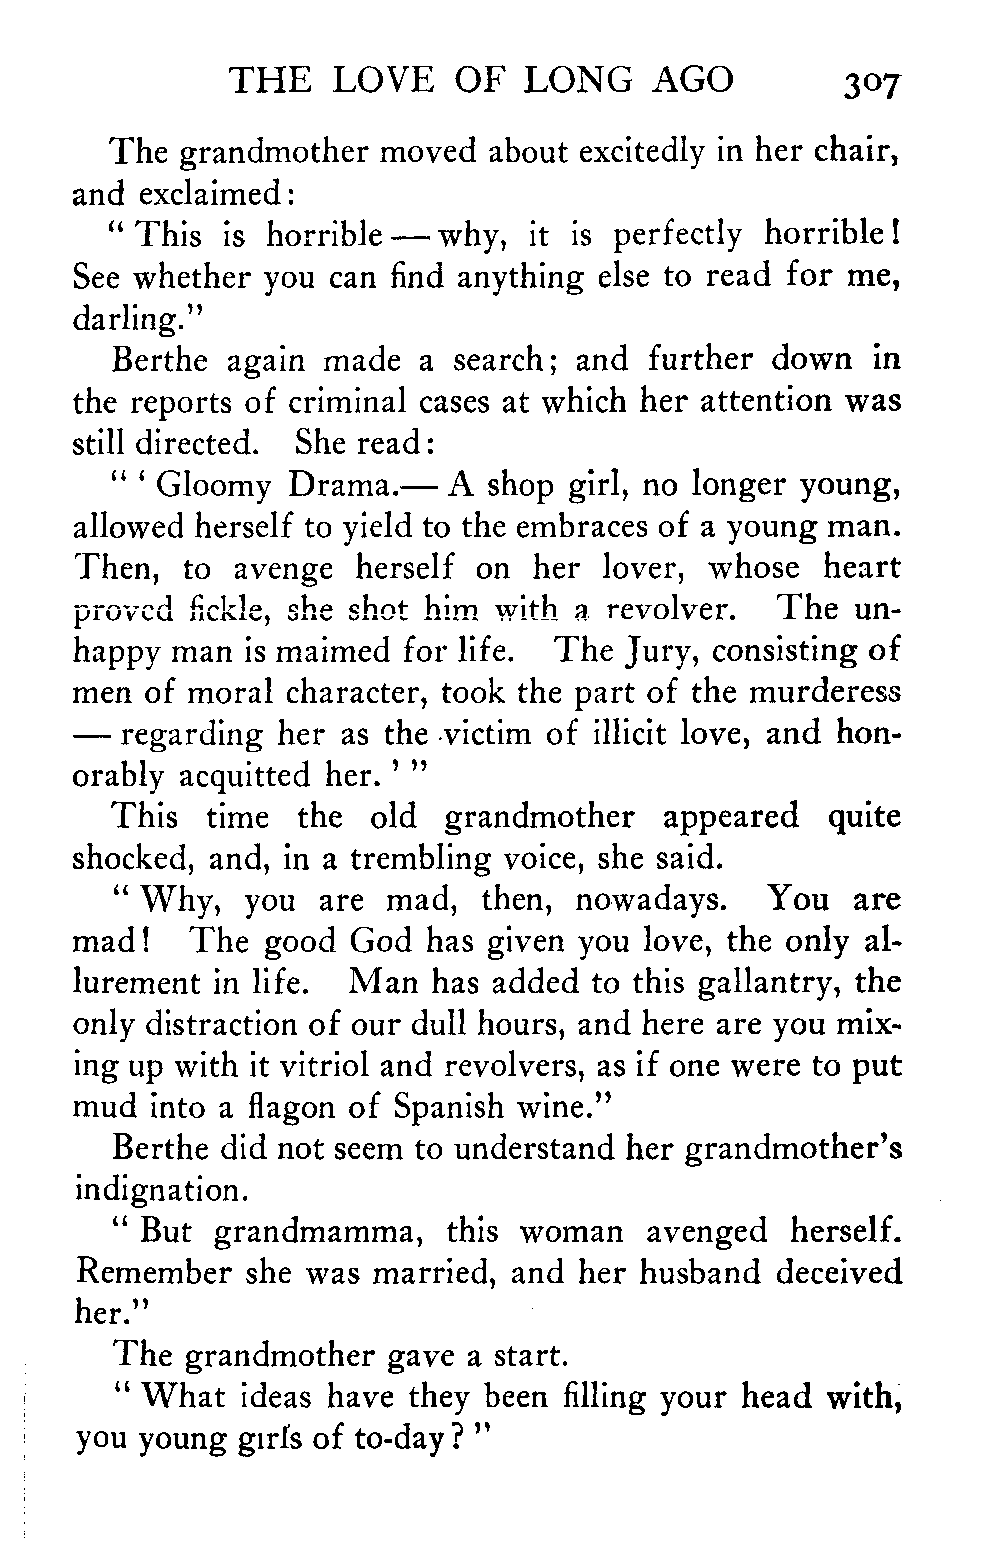 THE LOVE OF LONG AGO 307
The grandmother moved about excitedly in her chair,
and exclaimed:
“ This is horrible — why, it is perfectly horrible!
See whether you can find anything else to read for me,
darling.”
Berthe again made a search; and further down in
the reports of criminal cases at which her attention was
still directed. She read:
“ ‘ Gloomy Drama.— A shop girl, no longer young,
allowed herself to yield to the embraces of a young man.
Then, to avenge herself on her lover, whose heart
proved fickle, she shot him with a revolver. The un-
happy man is maimed for life. The Jury, consisting of
men of moral character, took the part of the murderess
— regarding her as the victim of illicit love, and hon-
orably acquitted her. ’ ”
This time the old grandmother appeared quite
shocked, and, in a trembling voice, she said.
“ Why, you are mad, then, nowadays. You are
mad! The good God has given you love, the only al-
lurement in life. Man has added to this gallantry, the
only distraction of our dull hours, and here are you mix-
ing up with it vitriol and revolvers, as if one were to put
mud into a flagon of Spanish wine.”
Berthe did not seem to understand her grandmother’s
indignation.
“ But grandmamma, this woman avenged herself.
Remember she was married, and her husband deceived
her.”
The grandmother gave a start.
“ What ideas have they been filling your head with,
you young girls of to-day? ”